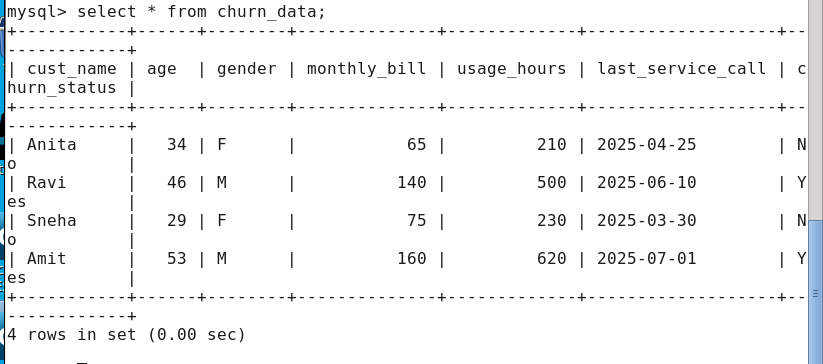 mysql> select * from churn_data;
+-----------+------+--------+--------------+-------------+-------------------+--
------------+
| cust_name | age  | gender | monthly_bill | usage_hours | last_service_call | c
hurn_status |
+-----------+------+--------+--------------+-------------+-------------------+--
------------+
| Anita     |   34 | F      |           65 |         210 | 2025-04-25        | N
o           |
| Ravi      |   46 | M      |          140 |         500 | 2025-06-10        | Y
es          |
| Sneha     |   29 | F      |           75 |         230 | 2025-03-30        | N
o           |
| Amit      |   53 | M      |          160 |         620 | 2025-07-01        | Y
es          |
+-----------+------+--------+--------------+-------------+-------------------+--
------------+
4 rows in set (0.00 sec)